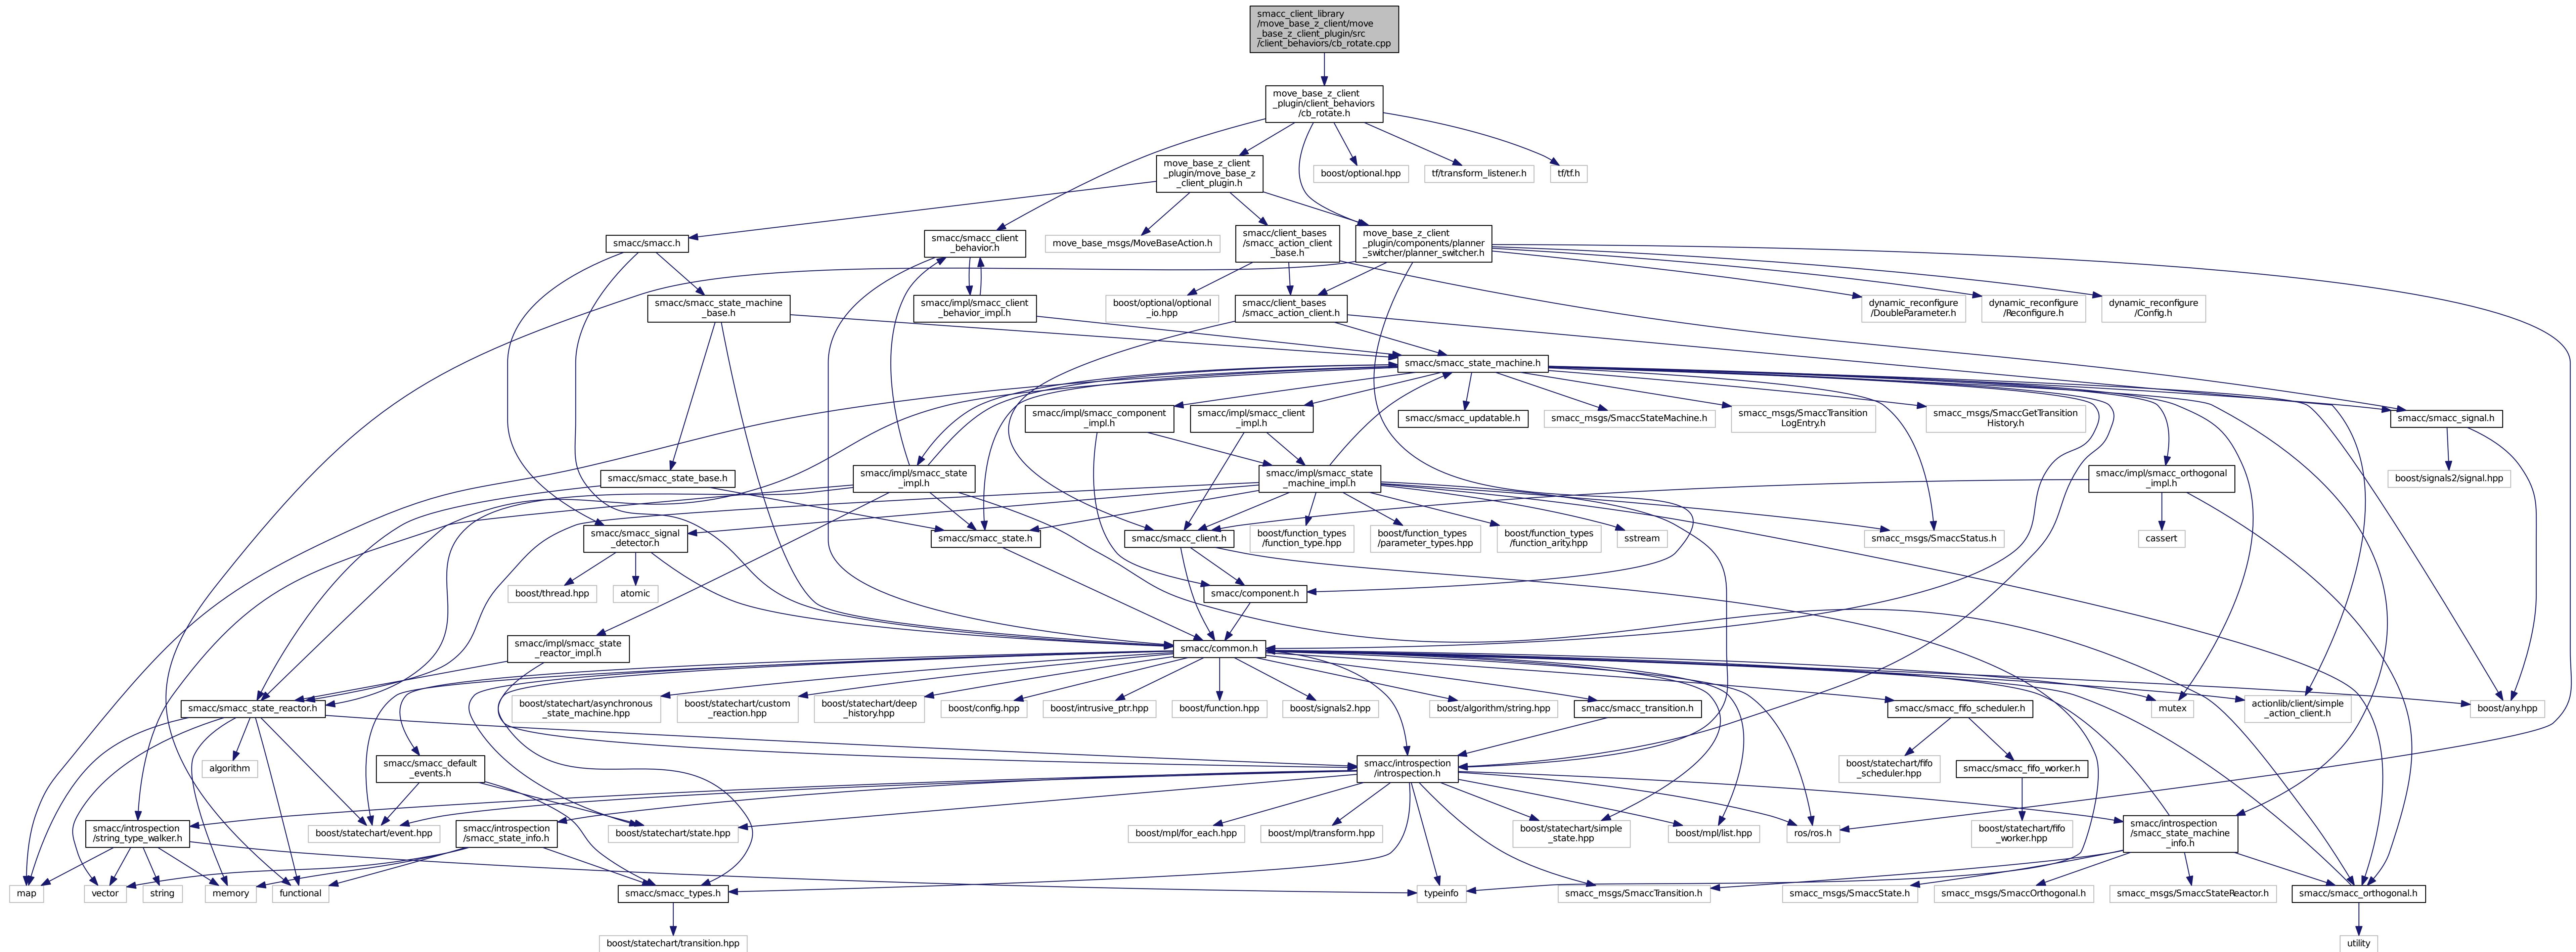 smacc_client_library
/move_base_z_client/move
_base_z_client_plugin/src
/client_behaviors/cb_rotate.cpp
move_base_z_client
_plugin/client_behaviors
/cb_rotate.h
move_base_z_client
_plugin/move_base_z
_client_plugin.h
boost/optional.hpp
tf/transform_listener.h
tf/tf.h
smacc/smacc.h
smacc/smacc_client
_behavior.h
move_base_msgs/MoveBaseAction.h
smacc/client_bases
/smacc_action_client
_base.h
move_base_z_client
_plugin/components/planner
_switcher/planner_switcher.h
smacc/smacc_state_machine
_base.h
smacc/impl/smacc_client
_behavior_impl.h
boost/optional/optional
_io.hpp
smacc/client_bases
/smacc_action_client.h
dynamic_reconfigure
/DoubleParameter.h
dynamic_reconfigure
/Reconfigure.h
dynamic_reconfigure
/Config.h
smacc/smacc_state_machine.h
smacc/impl/smacc_component
_impl.h
smacc/impl/smacc_client
_impl.h
smacc/smacc_updatable.h
smacc_msgs/SmaccStateMachine.h
smacc_msgs/SmaccTransition
LogEntry.h
smacc_msgs/SmaccGetTransition
History.h
smacc/smacc_signal.h
smacc/smacc_state_base.h
smacc/impl/smacc_state
_impl.h
smacc/impl/smacc_state
_machine_impl.h
smacc/impl/smacc_orthogonal
_impl.h
boost/signals2/signal.hpp
smacc/smacc_signal
_detector.h
smacc/smacc_state.h
smacc/smacc_client.h
boost/function_types
/function_type.hpp
boost/function_types
/parameter_types.hpp
boost/function_types
/function_arity.hpp
sstream
smacc_msgs/SmaccStatus.h
cassert
boost/thread.hpp
atomic
smacc/component.h
smacc/impl/smacc_state
_reactor_impl.h
smacc/common.h
smacc/smacc_state_reactor.h
boost/statechart/asynchronous
_state_machine.hpp
boost/statechart/custom
_reaction.hpp
boost/statechart/deep
_history.hpp
boost/config.hpp
boost/intrusive_ptr.hpp
boost/function.hpp
boost/signals2.hpp
boost/algorithm/string.hpp
smacc/smacc_transition.h
smacc/smacc_fifo_scheduler.h
mutex
actionlib/client/simple
_action_client.h
boost/any.hpp
algorithm
smacc/smacc_default
_events.h
smacc/introspection
/introspection.h
boost/statechart/fifo
_scheduler.hpp
smacc/smacc_fifo_worker.h
smacc/introspection
/string_type_walker.h
boost/statechart/event.hpp
smacc/introspection
/smacc_state_info.h
boost/statechart/state.hpp
boost/mpl/for_each.hpp
boost/mpl/transform.hpp
boost/statechart/simple
_state.hpp
boost/mpl/list.hpp
ros/ros.h
boost/statechart/fifo
_worker.hpp
smacc/introspection
/smacc_state_machine
_info.h
map
vector
string
memory
functional
smacc/smacc_types.h
typeinfo
smacc_msgs/SmaccTransition.h
smacc_msgs/SmaccState.h
smacc_msgs/SmaccOrthogonal.h
smacc_msgs/SmaccStateReactor.h
smacc/smacc_orthogonal.h
boost/statechart/transition.hpp
utility